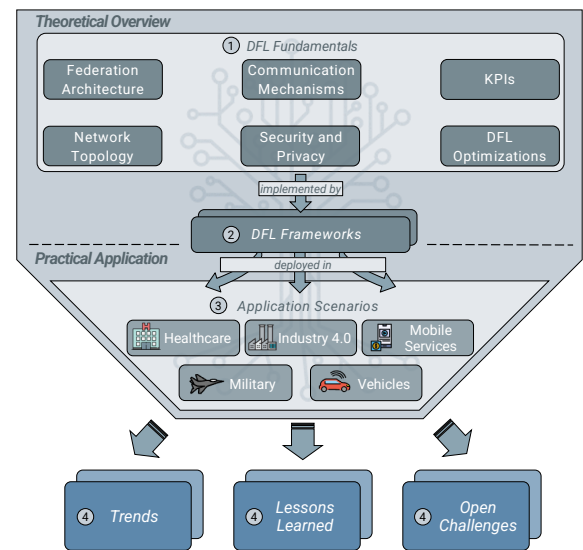 Theoretical Overview
1 DFL Fundamentals
Federation
Architecture
Communication
Mechanisms
KPIs
Network
Topology
Security and
Privacy
DFL
Optimizations
implemented by
2 DFL Frameworks
Practical Application
deployed in
3 Application Scenarios
Healthcare
Industry 4.0
Mobile
Services
Military
Vehicles
4 Trends
4 Lessons
Learned
4 Open
Challenges